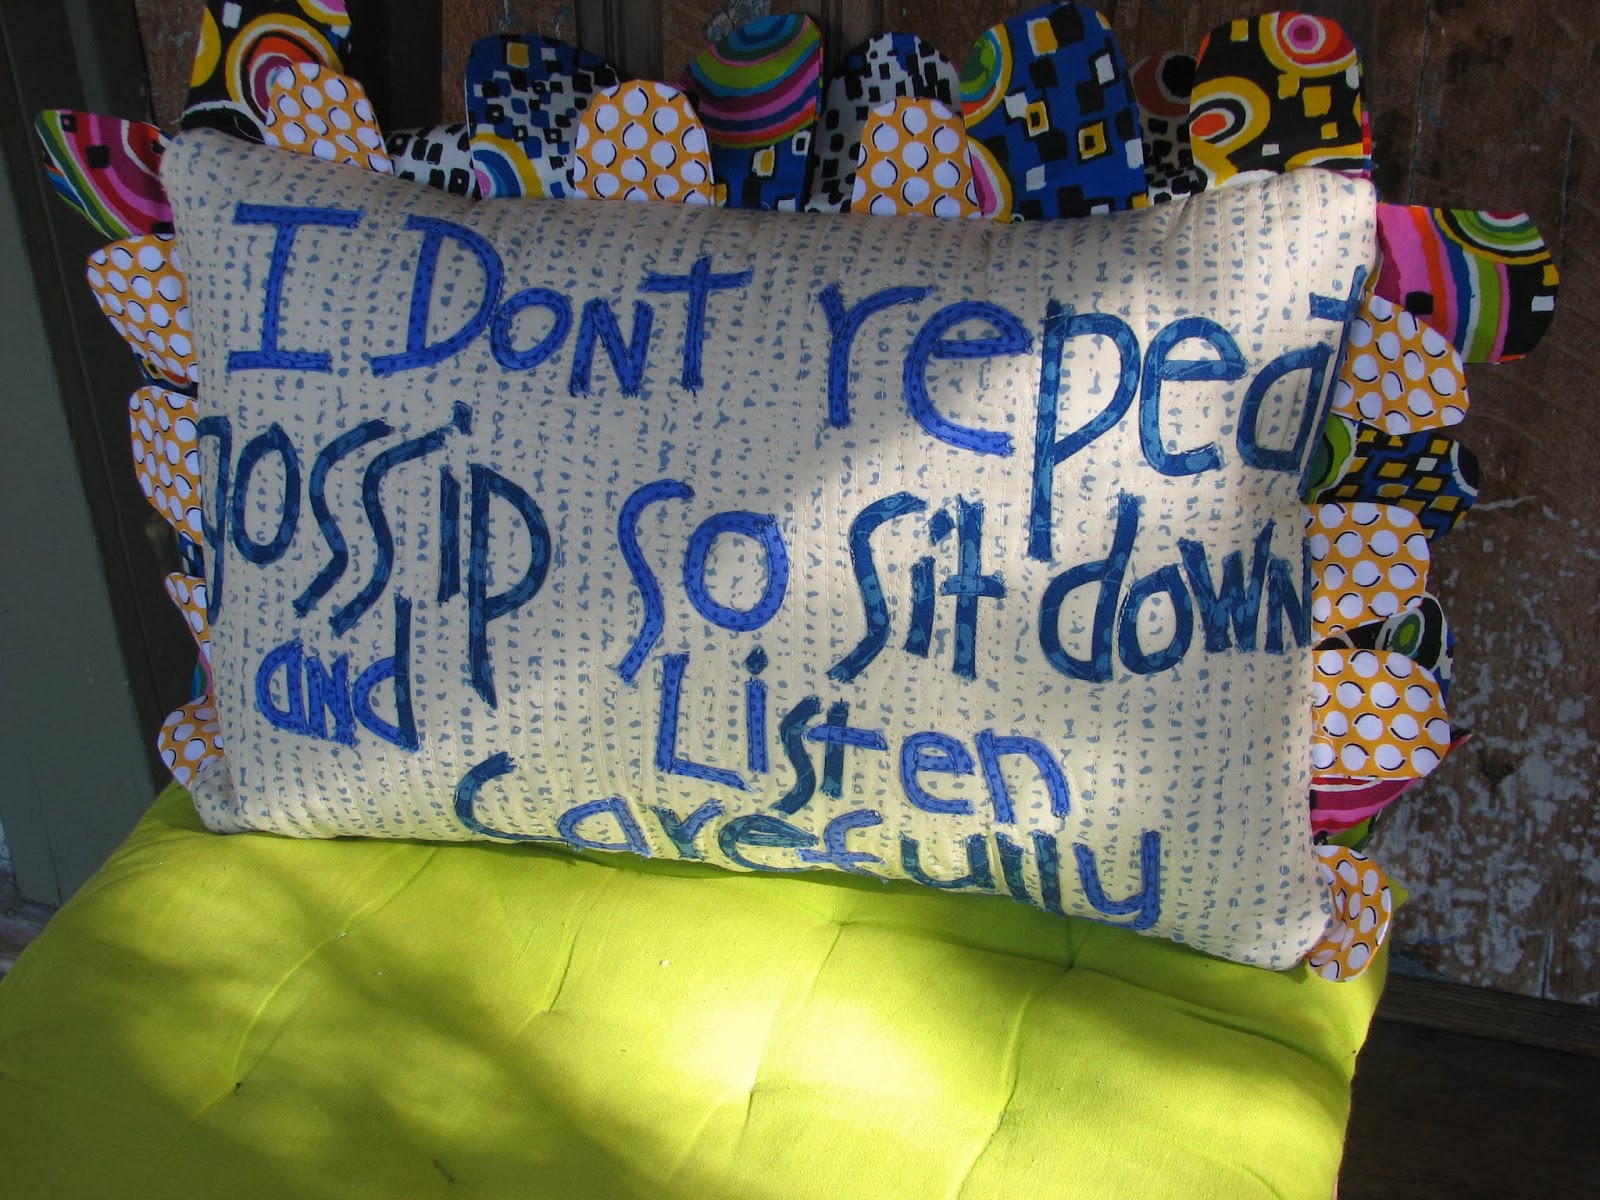 I Dont repeat
gossip so sit down
and Listen
carefully